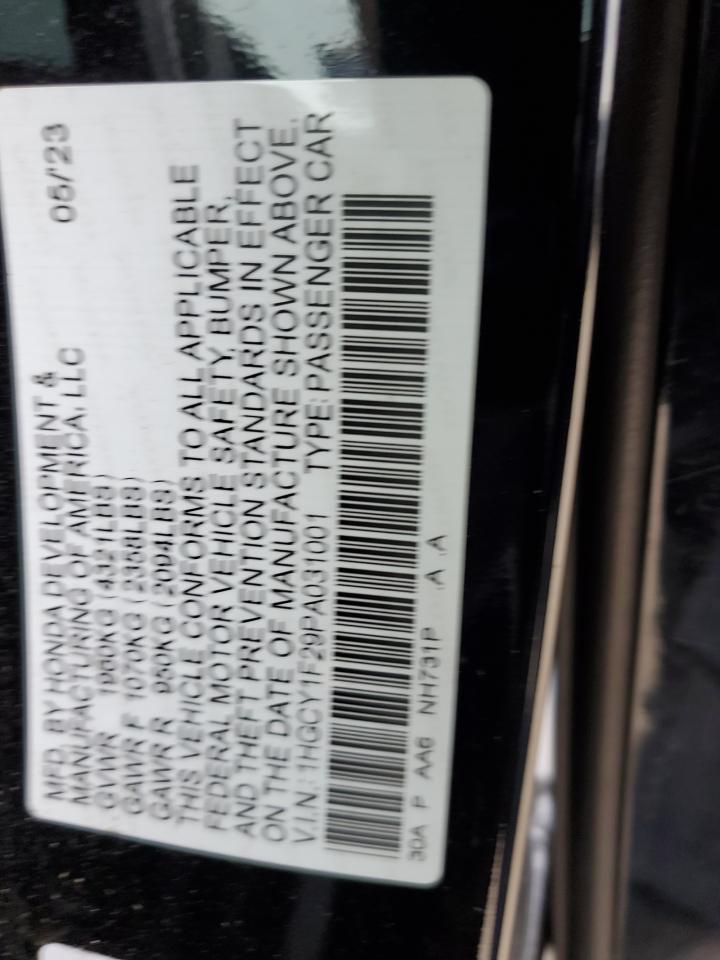 MFD. BY HONDA DEVELOPMENT & 05/'23
MANUFACTURING OF AMERICA, LLC
GVWR 1960KG (4321LBS)
GAWR F 1070KG (2358LBS)
GAWR R 950KG (2094LBS)
THIS VEHICLE CONFORMS TO ALL APPLICABLE
FEDERAL MOTOR VEHICLE SAFETY, BUMPER,
AND THEFT PREVENTION STANDARDS IN EFFECT
ON THE DATE OF MANUFACTURE SHOWN ABOVE.
V.I.N.: 1HGCY1F29PA031001 TYPE: PASSENGER CAR
30A P AA6 NH731P .A .A